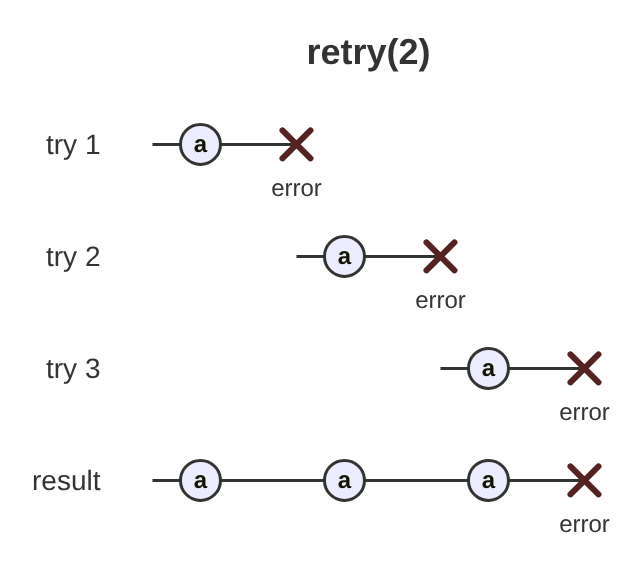 retry(2)
try 1 a
error
try 2 a
error
try 3 a
error
result a a a
error